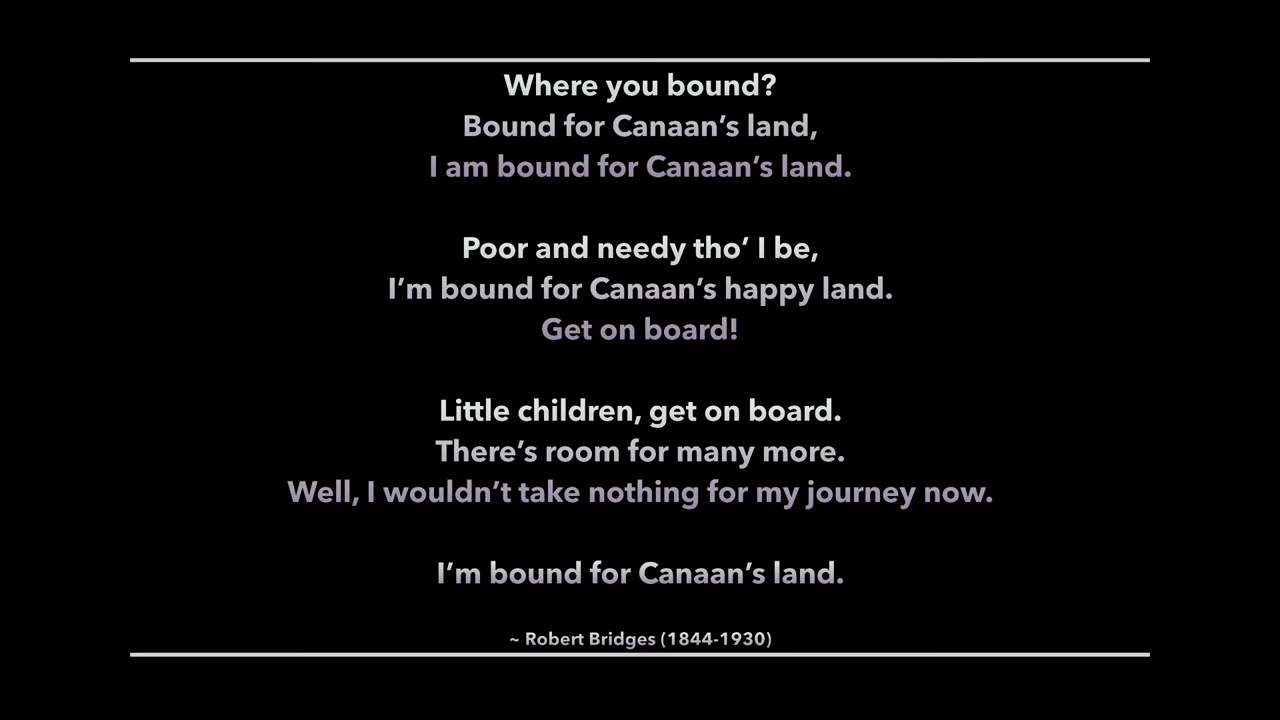 Where you bound?
Bound for Canaan’s land,
I am bound for Canaan’s land.
Poor and needy tho’ I be,
I’m bound for Canaan’s happy land.
Get on board!
Little children, get on board.
There’s room for many more.
Well, I wouldn’t take nothing for my journey now.
I’m bound for Canaan’s land.
~ Robert Bridges (1844-1930)